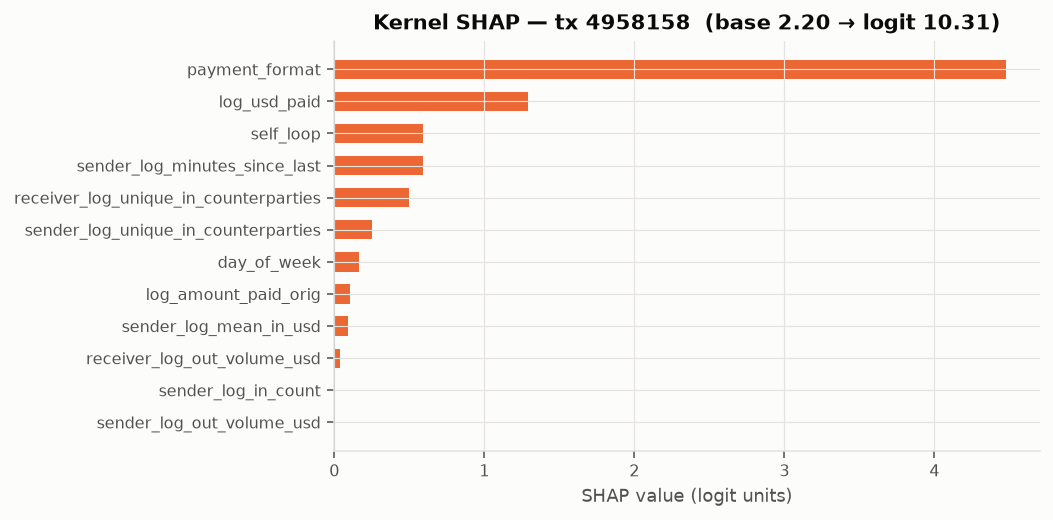 Kernel SHAP — tx 4958158  (base 2.20 → logit 10.31)
payment_format
log_usd_paid
self_loop
sender_log_minutes_since_last
receiver_log_unique_in_counterparties
sender_log_unique_in_counterparties
day_of_week
log_amount_paid_orig
sender_log_mean_in_usd
receiver_log_out_volume_usd
sender_log_in_count
sender_log_out_volume_usd
0 1 2 3 4
SHAP value (logit units)